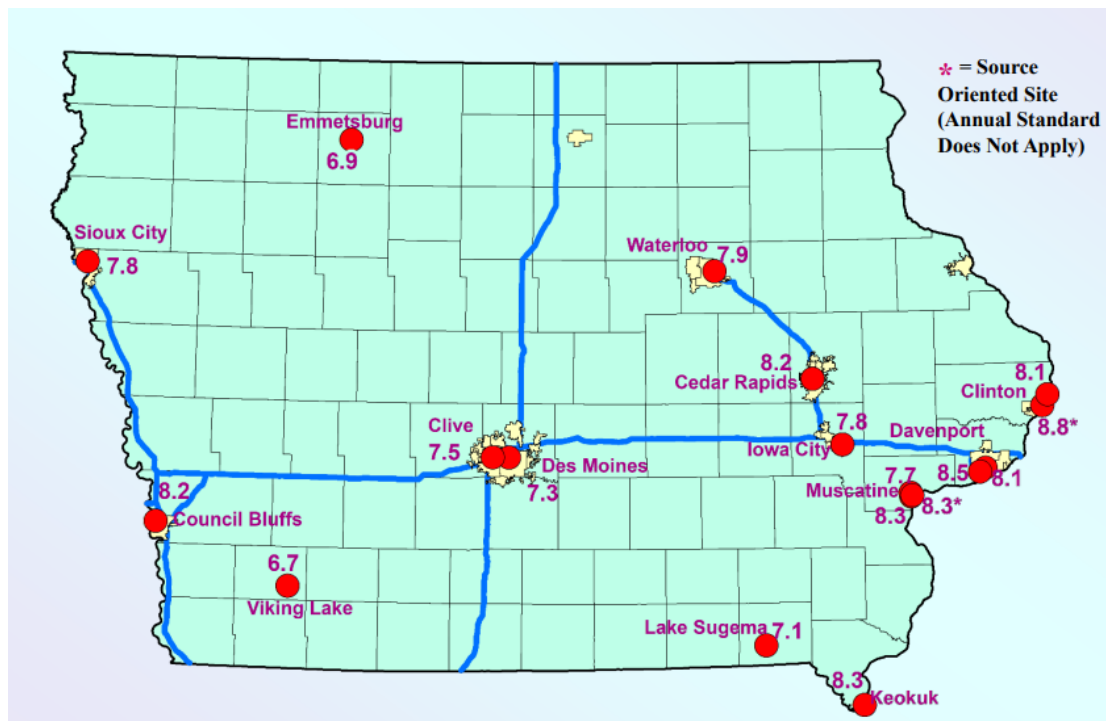 * = Source
Oriented Site
(Annual Standard
Does Not Apply)
Emmetsburg
6.9
Sioux City
7.8
Waterloo
7.9
8.2
Cedar Rapids
8.1
Clinton
8.8*
Clive
7.5
Des Moines
7.3
7.8
Iowa City
Davenport
8.5
8.1
7.7
Muscatine
8.3*
8.3
8.2
Council Bluffs
6.7
Viking Lake
Lake Sugema
7.1
8.3
Keokuk